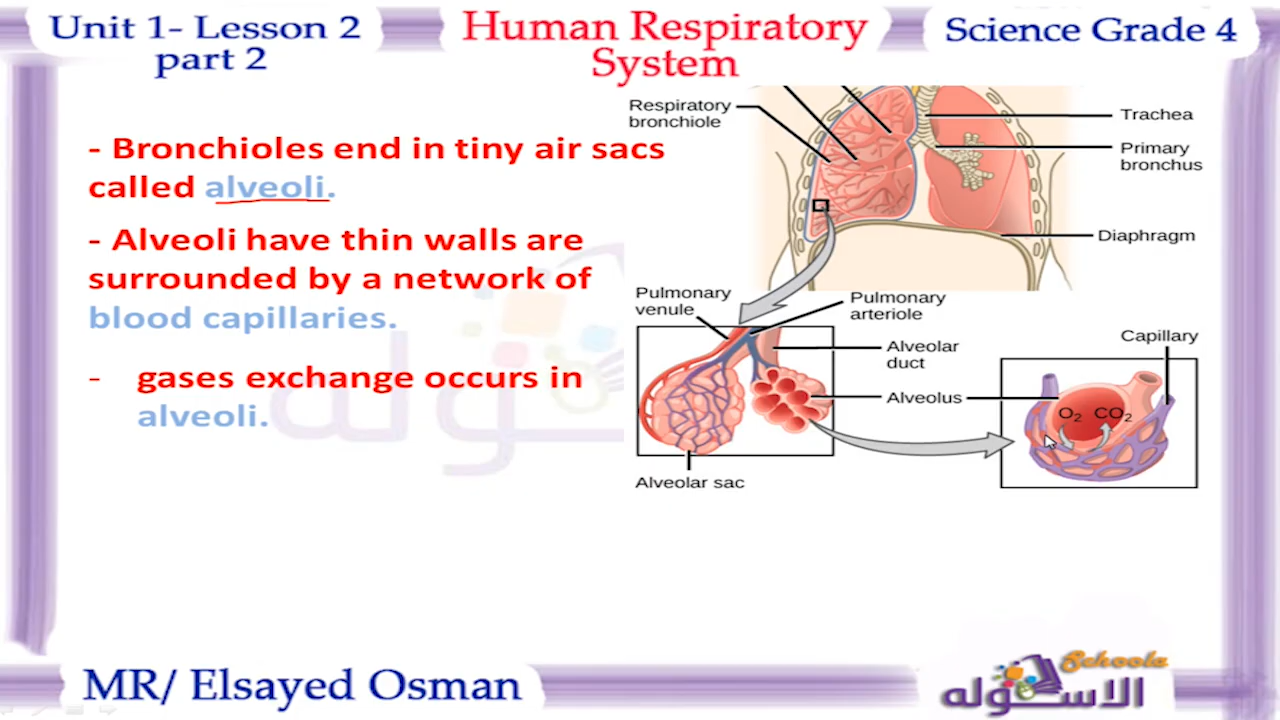 Unit 1- Lesson 2
part 2
Human Respiratory
System
Science Grade 4
- Bronchioles end in tiny air sacs
called alveoli.
- Alveoli have thin walls are
surrounded by a network of
blood capillaries.
- gases exchange occurs in
alveoli.
Respiratory
bronchiole
Trachea
Primary
bronchus
Diaphragm
Pulmonary
venule
Pulmonary
arteriole
Alveolar
duct
Alveolus
Alveolar sac
Capillary
O₂ CO₂
MR/ Elsayed Osman
Schoola
الاسكوله